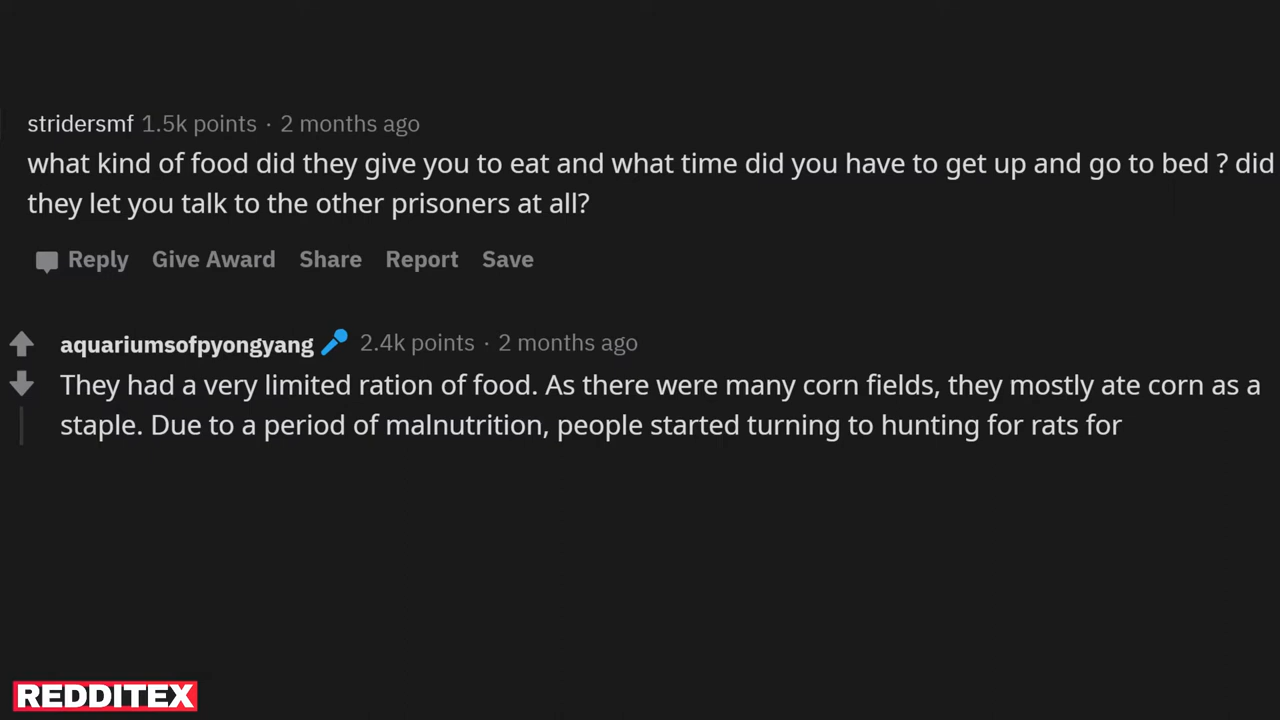 stridersmf 1.5k points · 2 months ago
what kind of food did they give you to eat and what time did you have to get up and go to bed ? did
they let you talk to the other prisoners at all?
Reply Give Award Share Report Save
aquariumsofpyongyang 2.4k points · 2 months ago
They had a very limited ration of food. As there were many corn fields, they mostly ate corn as a
staple. Due to a period of malnutrition, people started turning to hunting for rats for
REDDITEX